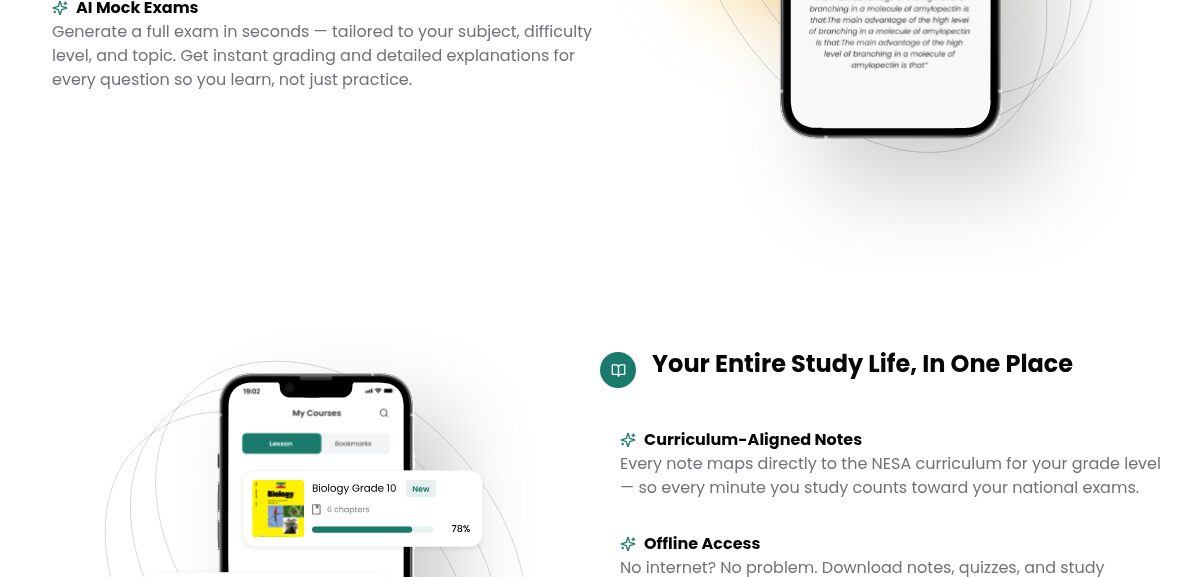 AI Mock Exams
Generate a full exam in seconds — tailored to your subject, difficulty
level, and topic. Get instant grading and detailed explanations for
every question so you learn, not just practice.
branching in a molecule of amylopectin is
that:The main advantage of the high level
of branching in a molecule of amylopectin
is that:The main advantage of the high
level of branching in a molecule of
amylopectin is that"
Your Entire Study Life, In One Place
Curriculum-Aligned Notes
Every note maps directly to the NESA curriculum for your grade level
— so every minute you study counts toward your national exams.
Offline Access
No internet? No problem. Download notes, quizzes, and study
19:02
My Courses
Lesson
Bookmarks
Biology
Biology Grade 10
New
6 chapters
78%